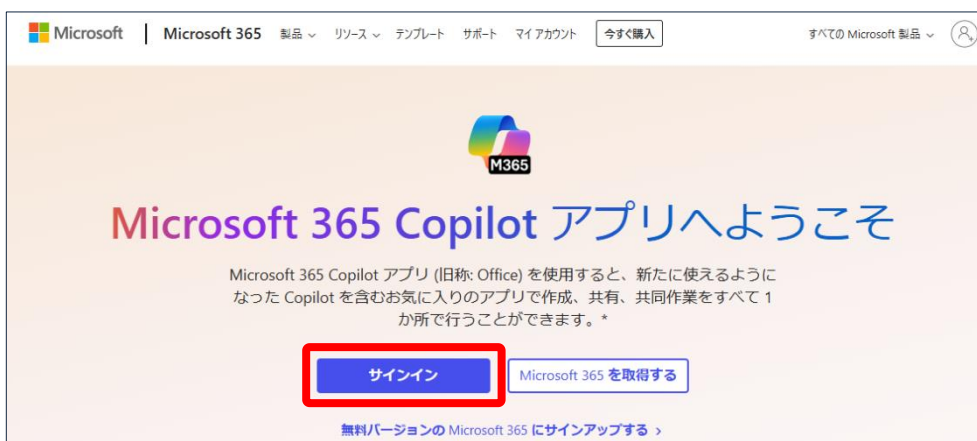 Microsoft | Microsoft 365 製品 リソース テンプレート サポート マイ アカウント 今すぐ購入 すべての Microsoft 製品
M365
Microsoft 365 Copilot アプリへようこそ
Microsoft 365 Copilot アプリ (旧称: Office) を使用すると、新たに使えるように
なった Copilot を含むお気に入りのアプリで作成、共有、共同作業をすべて 1
か所で行うことができます。*
サインイン Microsoft 365 を取得する
無料バージョンの Microsoft 365 にサインアップする >